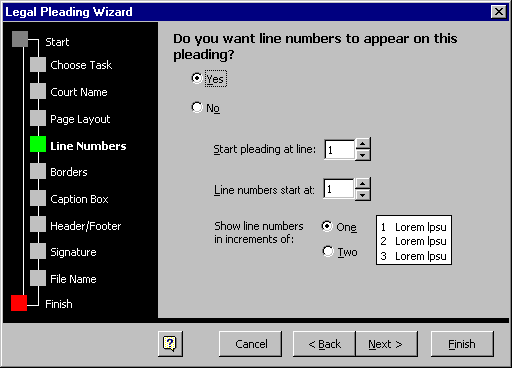 Legal Pleading Wizard
Start
Choose Task
Court Name
Page Layout
Line Numbers
Borders
Caption Box
Header/Footer
Signature
File Name
Finish
Do you want line numbers to appear on this
pleading?
Yes
No
Start pleading at line: 1
Line numbers start at: 1
Show line numbers
in increments of:
One
Two
1 Lorem Ipsu
2 Lorem Ipsu
3 Lorem Ipsu
? Cancel < Back Next > Finish